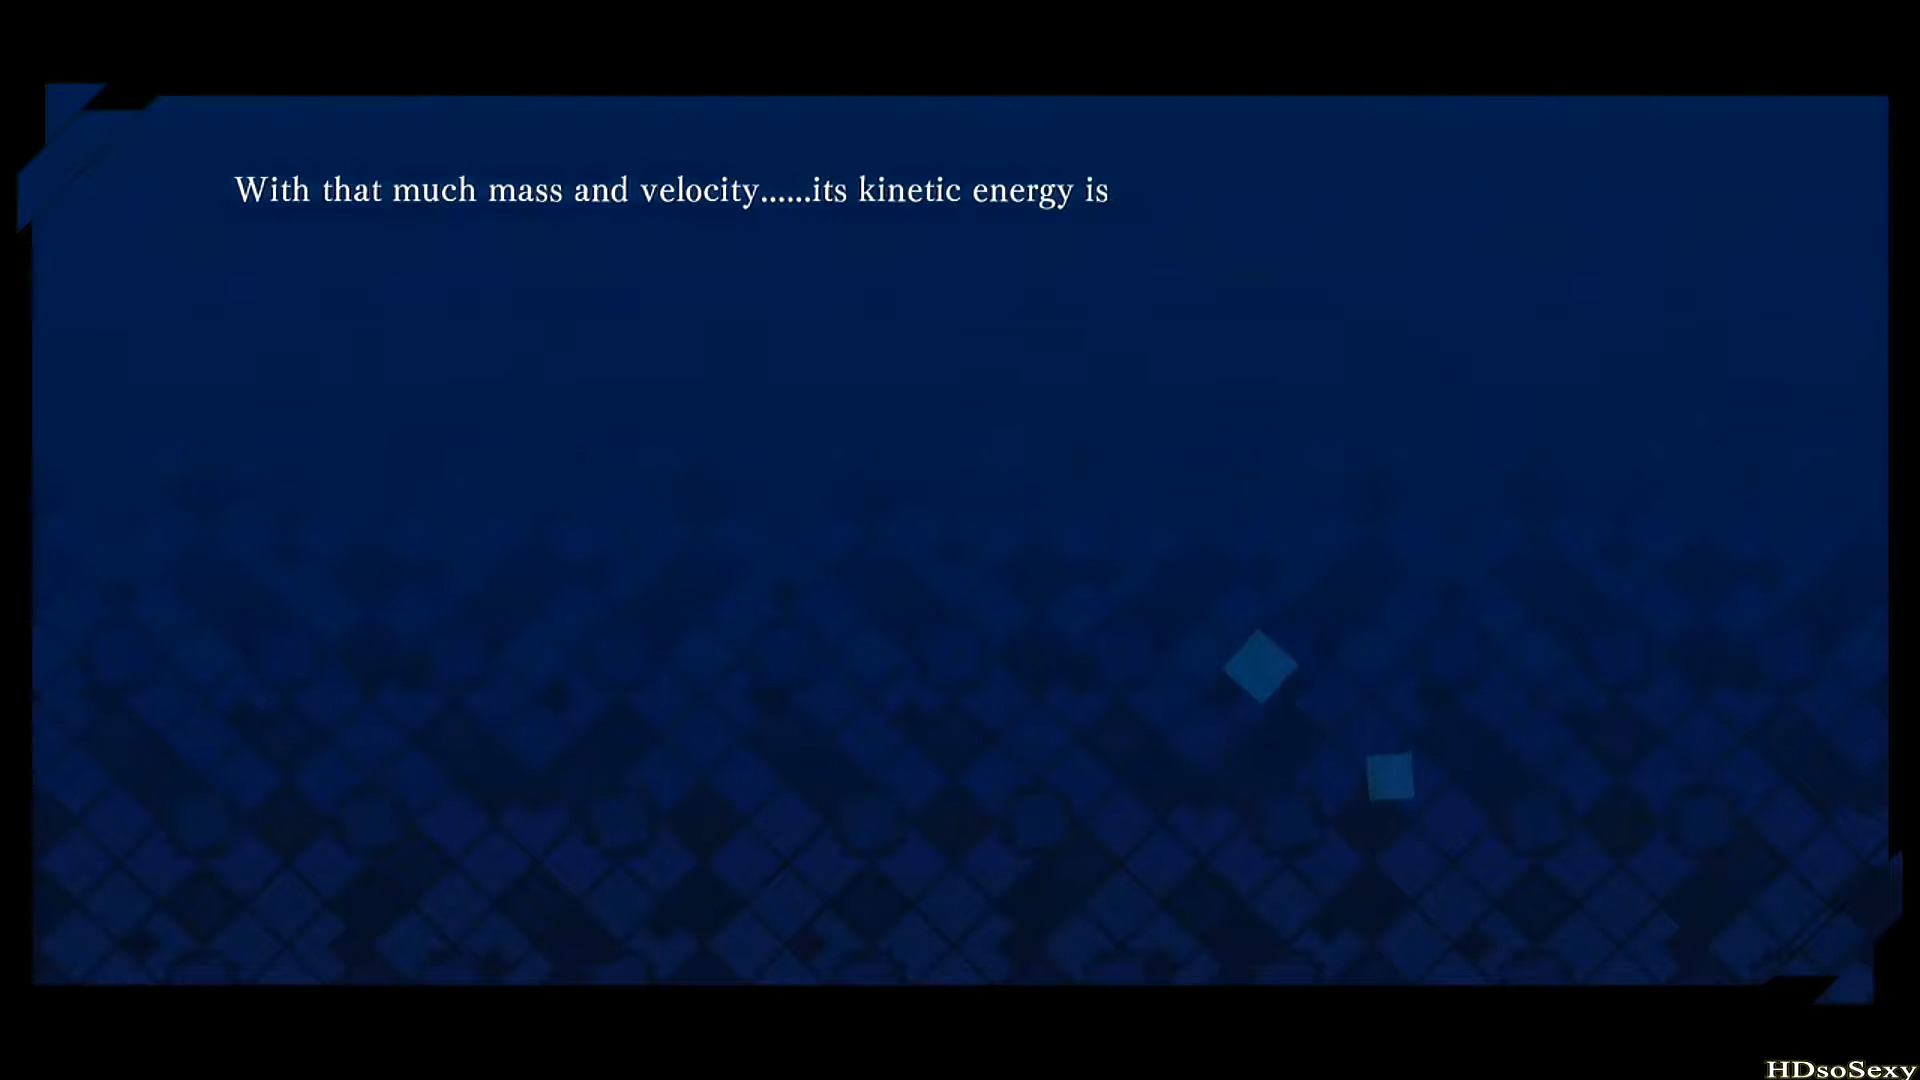 With that much mass and velocity......its kinetic energy is
HDsoSexy